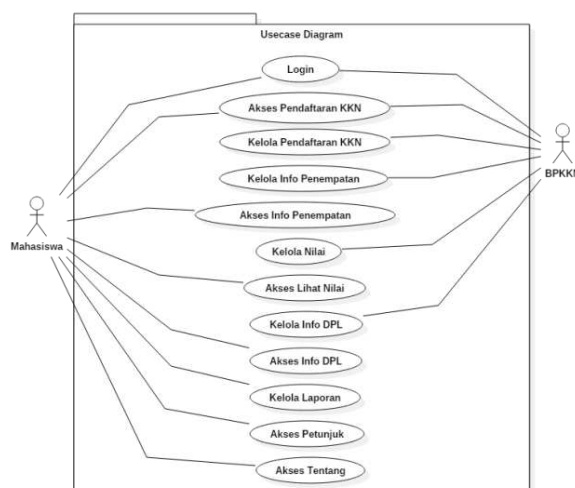 Usecase Diagram
Login
Akses Pendaftaran KKN
Kelola Pendaftaran KKN
BPKKN
Kelola Info Penempatan
Akses Info Penempatan
Mahasiswa
Kelola Nilai
Akses Lihat Nilai
Kelola Info DPL
Akses Info DPL
Kelola Laporan
Akses Petunjuk
Akses Tentang